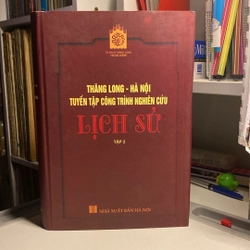 THĂNG LONG - HÀ NỘI
TUYỂN TẬP CÔNG TRÌNH NGHIÊN CỨU
LỊCH SỬ
TẬP 2
NHÀ XUẤT BẢN HÀ NỘI